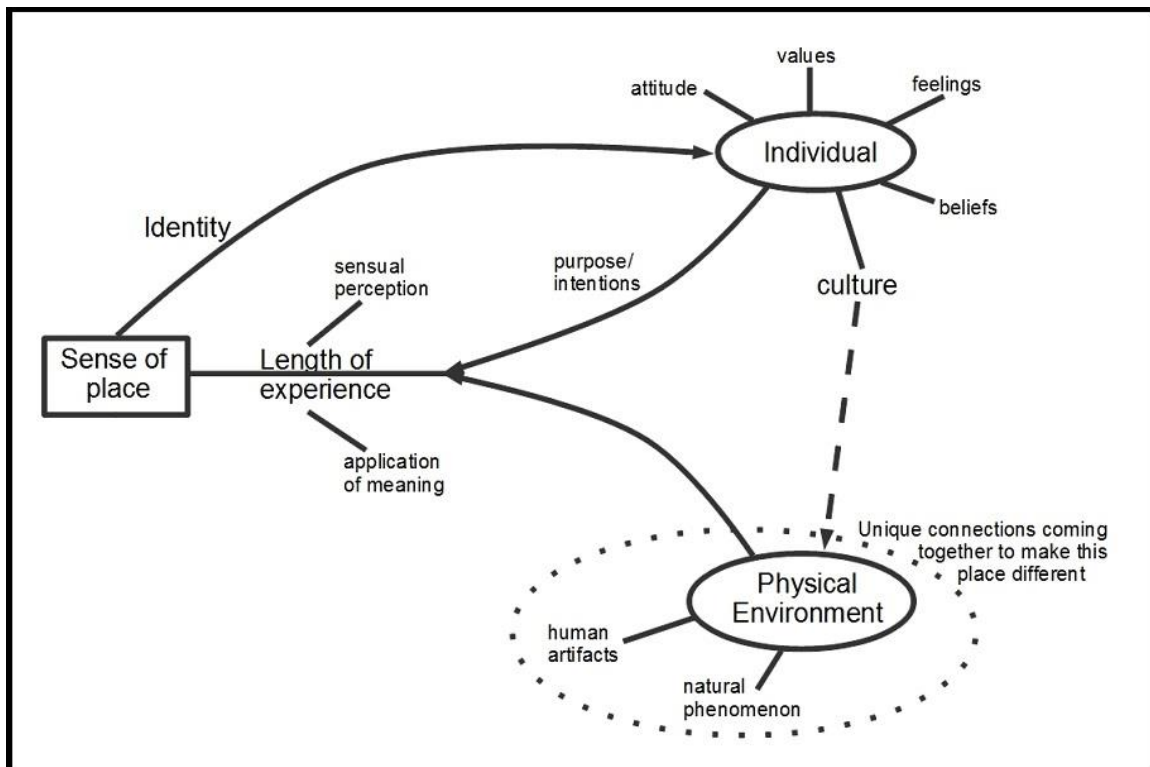 values
attitude
feelings
Individual
beliefs
Identity
sensual
perception
purpose/
intentions
culture
Sense of
place
Length of
experience
application
of meaning
Unique connections coming
together to make this
place different
Physical
Environment
human
artifacts
natural
phenomenon